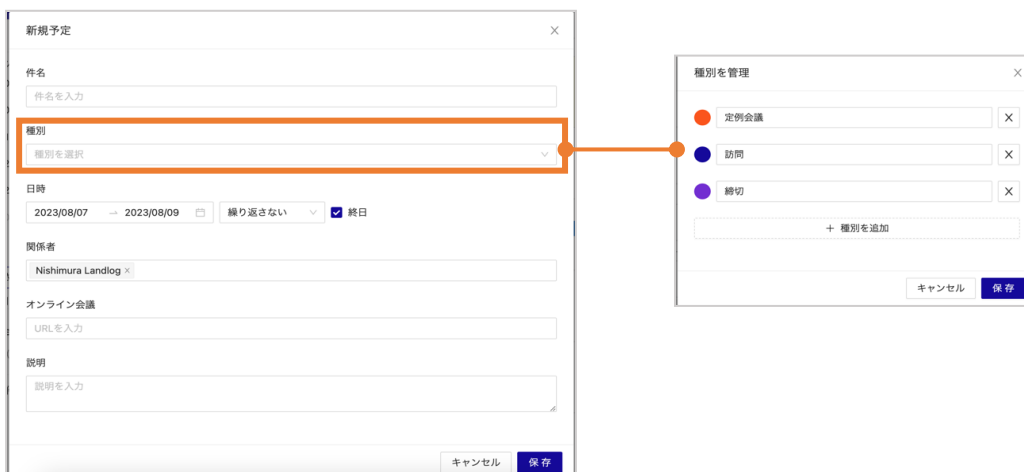 新規予定
件名
件名を入力
種別
種別を選択
日時
2023/08/07 → 2023/08/09 繰り返さない 終日
関係者
Nishimura Landlog ×
オンライン会議
URLを入力
説明
説明を入力
キャンセル 保存
種別を管理
定例会議
訪問
締切
+ 種別を追加
キャンセル 保存